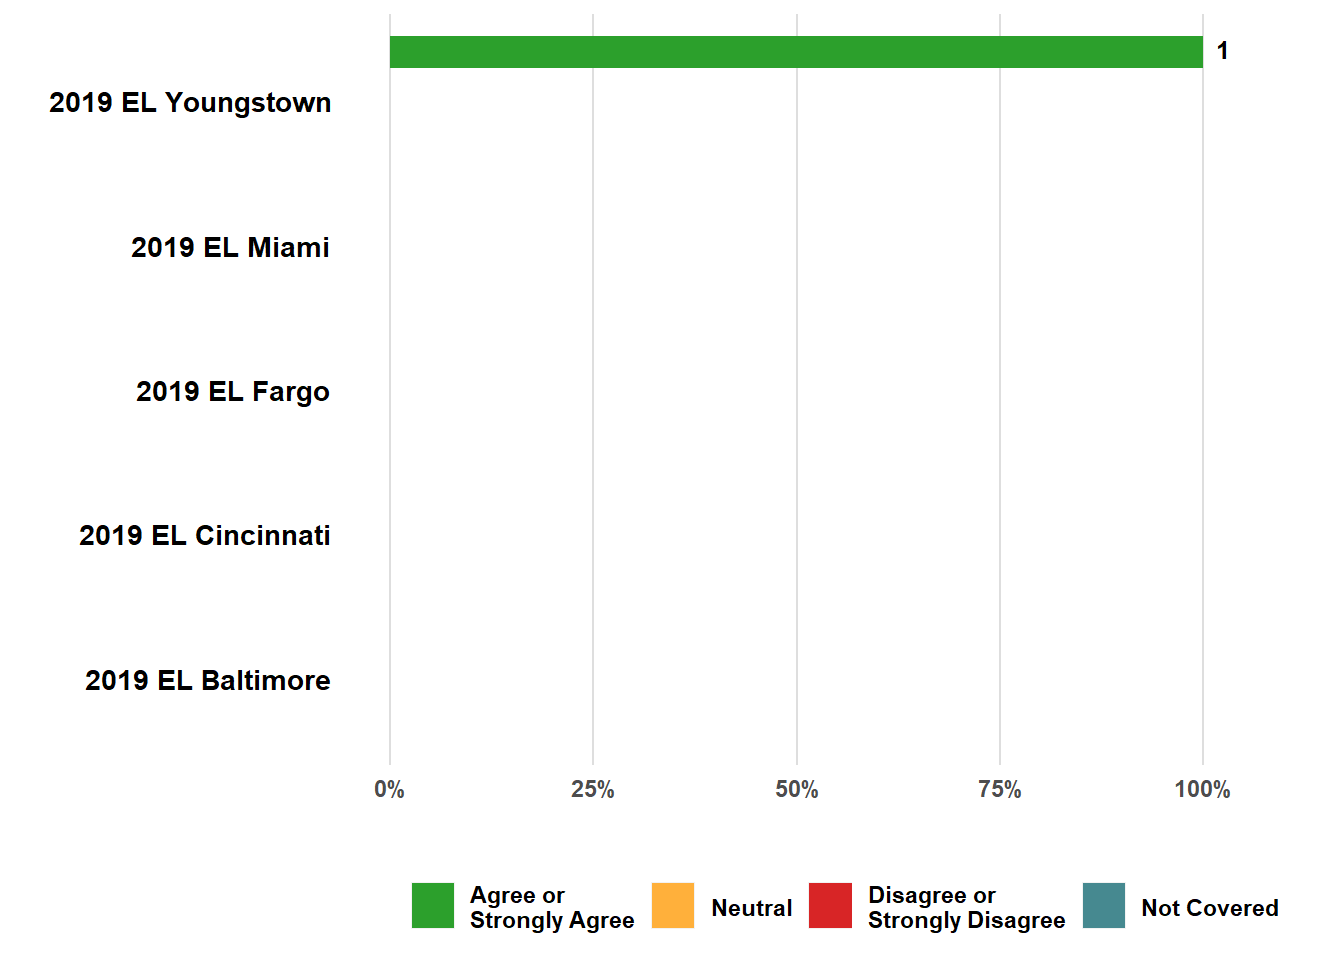 1
2019 EL Youngstown
2019 EL Miami
2019 EL Fargo
2019 EL Cincinnati
2019 EL Baltimore
0% 25% 50% 75% 100%
Agree or
Strongly Agree
Neutral
Disagree or
Strongly Disagree
Not Covered